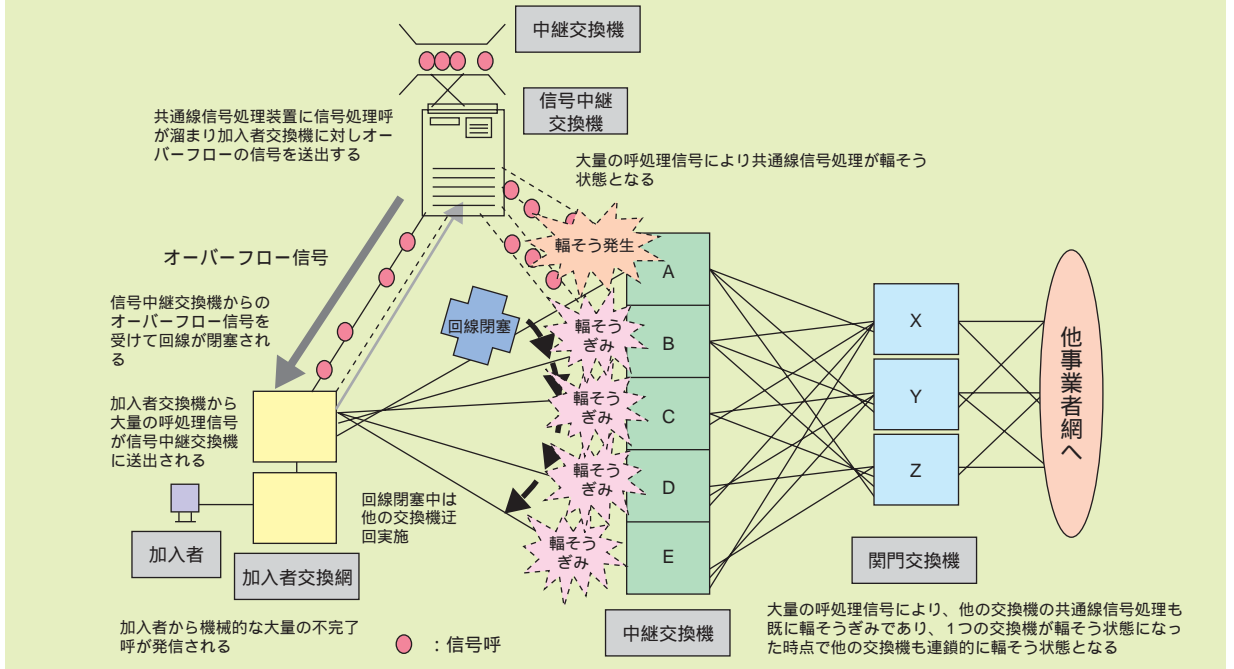 中継交換機
信号中継
交換機
共通線信号処理装置に信号処理呼
が溜まり加入者交換機に対しオー
バーフローの信号を送出する
大量の呼処理信号により共通線信号処理が輻そう
状態となる
輻そう発生
オーバーフロー信号
信号中継交換機からの
オーバーフロー信号を
受けて回線が閉塞され
る
回線閉塞
輻そう
ぎみ
輻そう
ぎみ
輻そう
ぎみ
輻そう
ぎみ
A
B
C
D
E
X
Y
Z
他事業者網へ
加入者交換機から
大量の呼処理信号
が信号中継交換機
に送出される
回線閉塞中は
他の交換機迂
回実施
加入者
加入者交換網
関門交換機
中継交換機
加入者から機械的な大量の不完了
呼が発信される
：信号呼
大量の呼処理信号により、他の交換機の共通線信号処理も
既に輻そうぎみであり、１つの交換機が輻そう状態になっ
た時点で他の交換機も連鎖的に輻そう状態となる